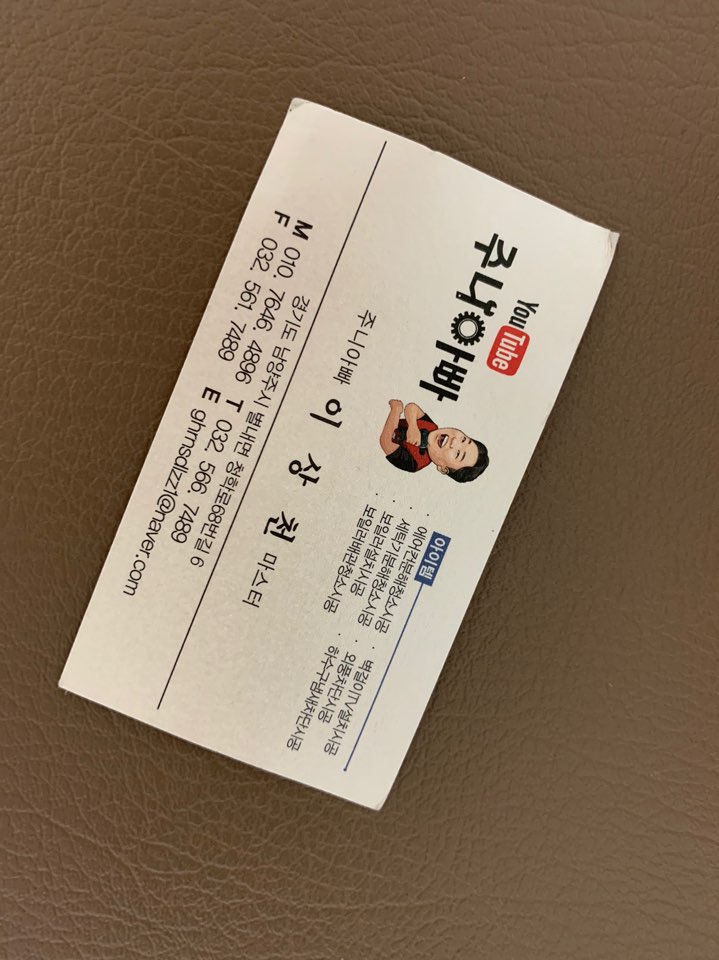 YouTube
주니아빠
아이템
· 에어컨분해청소시공
· 세탁기분해청소시공
· 보일러설치시공
· 보일러배관청소시공
· 벽걸이TV설치시공
· 외풍차단시공
· 하수구냄새차단시공
주니아빠 이상천 마스터
경기도 남양주시 별내면 청학로68번길 6
M 010. 7646. 4896 T 032. 566. 7489
F 032. 561. 7489 E ghrnsdlzz1@naver.com